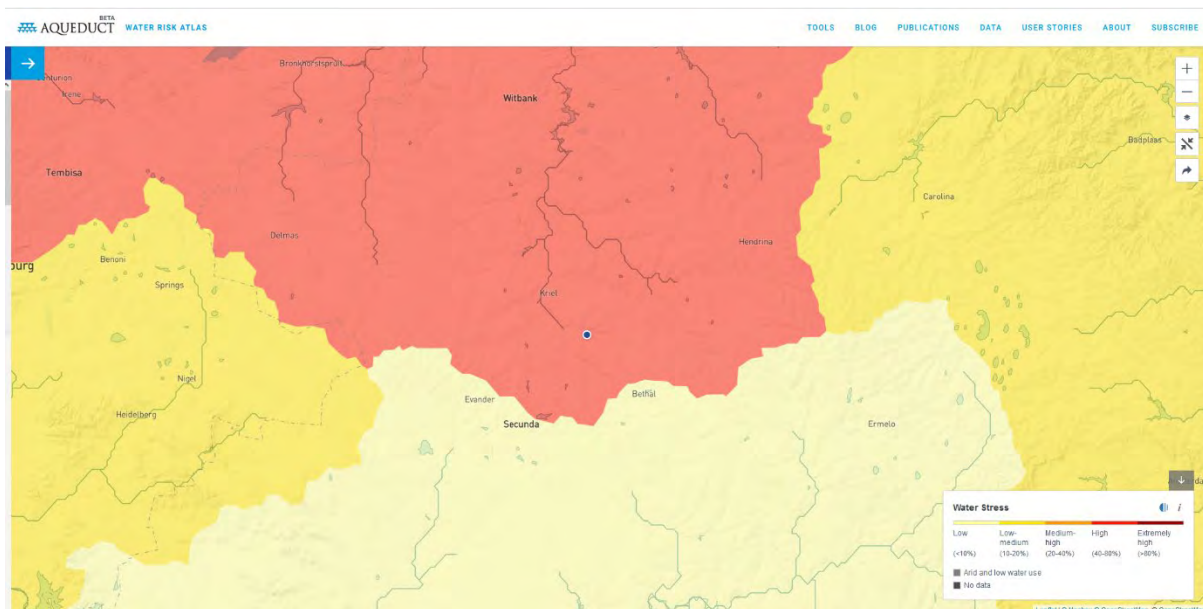 BETA
AQUEDUCT WATER RISK ATLAS
TOOLS BLOG PUBLICATIONS DATA USER STORIES ABOUT SUBSCRIBE
Bronkhorstspruit
Centurion
Irene
Witbank
Badplaas
Tembisa
Carolina
Delmas
Hendrina
Benoni
burg
Springs
Kriel
Nigel
Bethal
Evander
Heidelberg
Secunda
Ermelo
Water Stress
Low Low-medium Medium-high High Extremely high
(<10%) (10-20%) (20-40%) (40-80%) (>80%)
Arid and low water use
No data